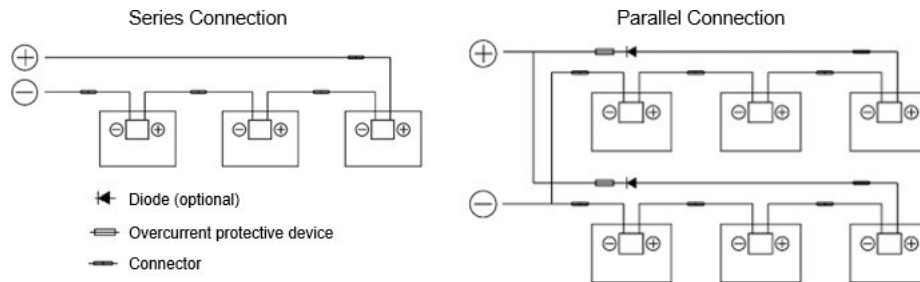 Series Connection
Parallel Connection
Diode (optional)
Overcurrent protective device
Connector